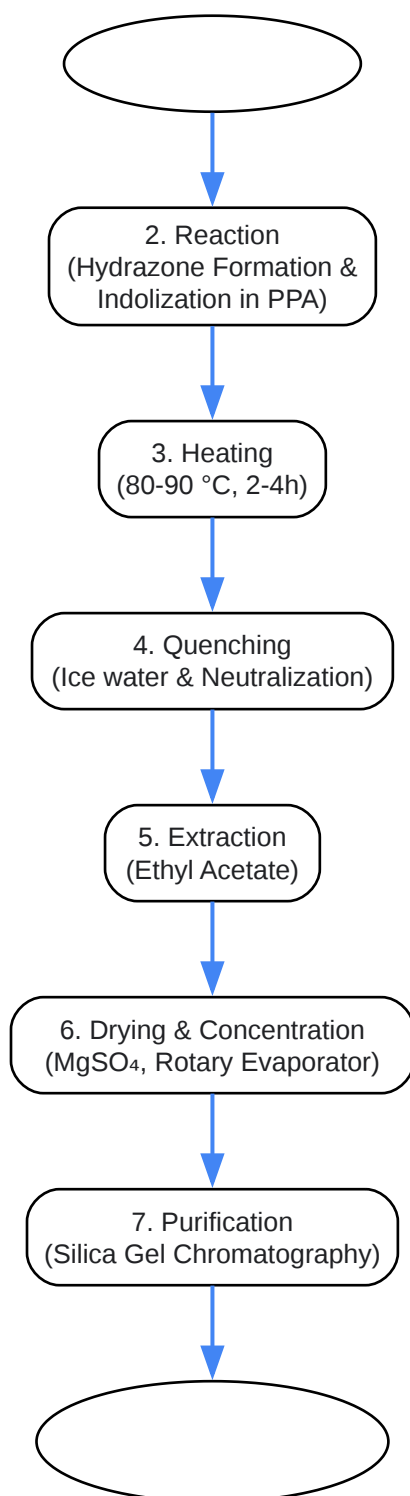 2. Reaction
(Hydrazone Formation &
Indolization in PPA)
3. Heating
(80-90 °C, 2-4h)
4. Quenching
(Ice water & Neutralization)
5. Extraction
(Ethyl Acetate)
6. Drying & Concentration
(MgSO₄, Rotary Evaporator)
7. Purification
(Silica Gel Chromatography)